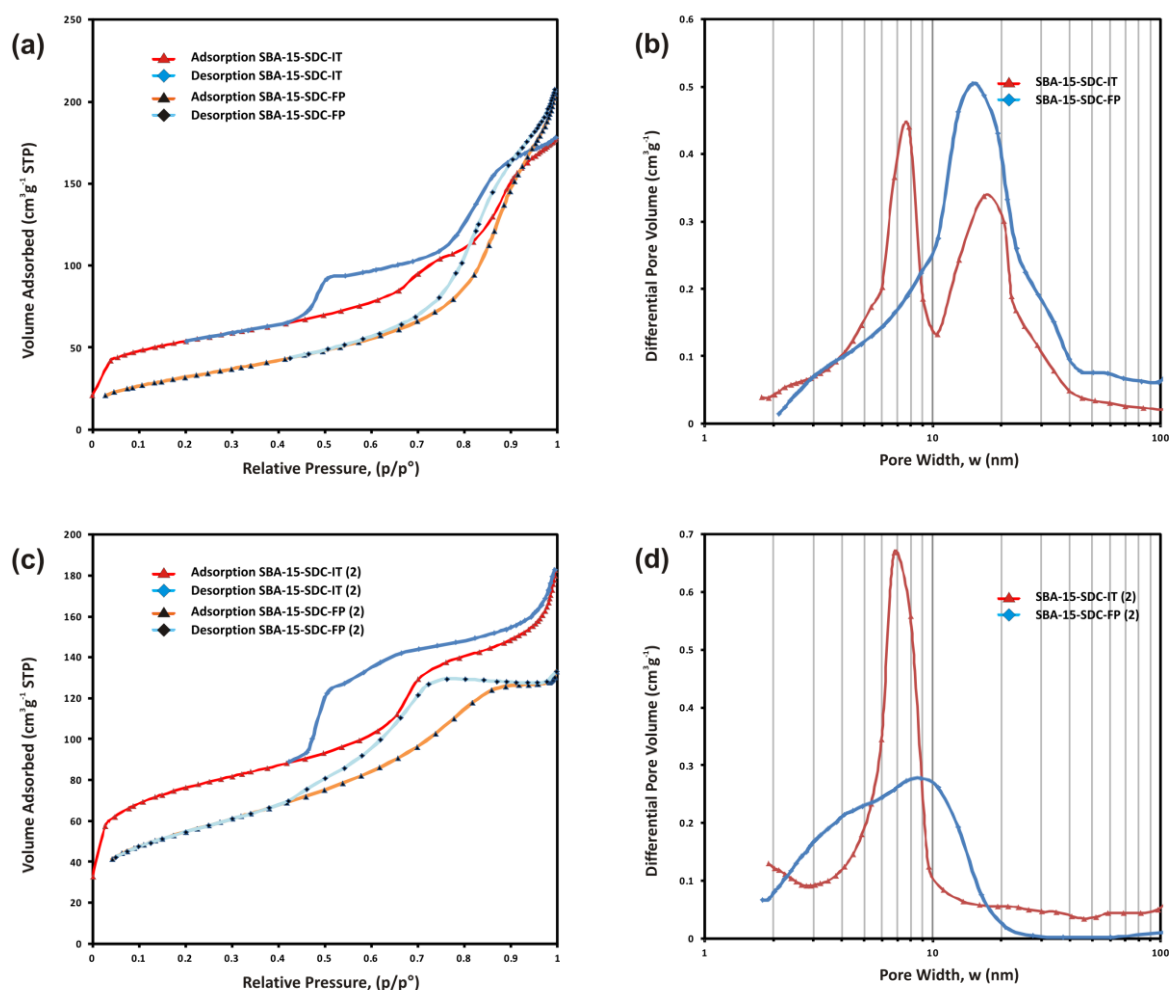 (a)
250
200
150
100
50
0
Volume Adsorbed (cm³g⁻¹ STP)
Adsorption SBA-15-SDC-IT
Desorption SBA-15-SDC-IT
Adsorption SBA-15-SDC-FP
Desorption SBA-15-SDC-FP
0 0.1 0.2 0.3 0.4 0.5 0.6 0.7 0.8 0.9 1
Relative Pressure, (p/p°)
(b)
0.6
0.5
0.4
0.3
0.2
0.1
0
Differential Pore Volume (cm³g⁻¹)
SBA-15-SDC-IT
SBA-15-SDC-FP
1 10 100
Pore Width, w (nm)
(c)
200
180
160
140
120
100
80
60
40
20
0
Volume Adsorbed (cm³g⁻¹ STP)
Adsorption SBA-15-SDC-IT (2)
Desorption SBA-15-SDC-IT (2)
Adsorption SBA-15-SDC-FP (2)
Desorption SBA-15-SDC-FP (2)
0 0.1 0.2 0.3 0.4 0.5 0.6 0.7 0.8 0.9 1
Relative Pressure, (p/p°)
(d)
0.7
0.6
0.5
0.4
0.3
0.2
0.1
0
Differential Pore Volume (cm³g⁻¹)
SBA-15-SDC-IT (2)
SBA-15-SDC-FP (2)
1 10 100
Pore Width, w (nm)